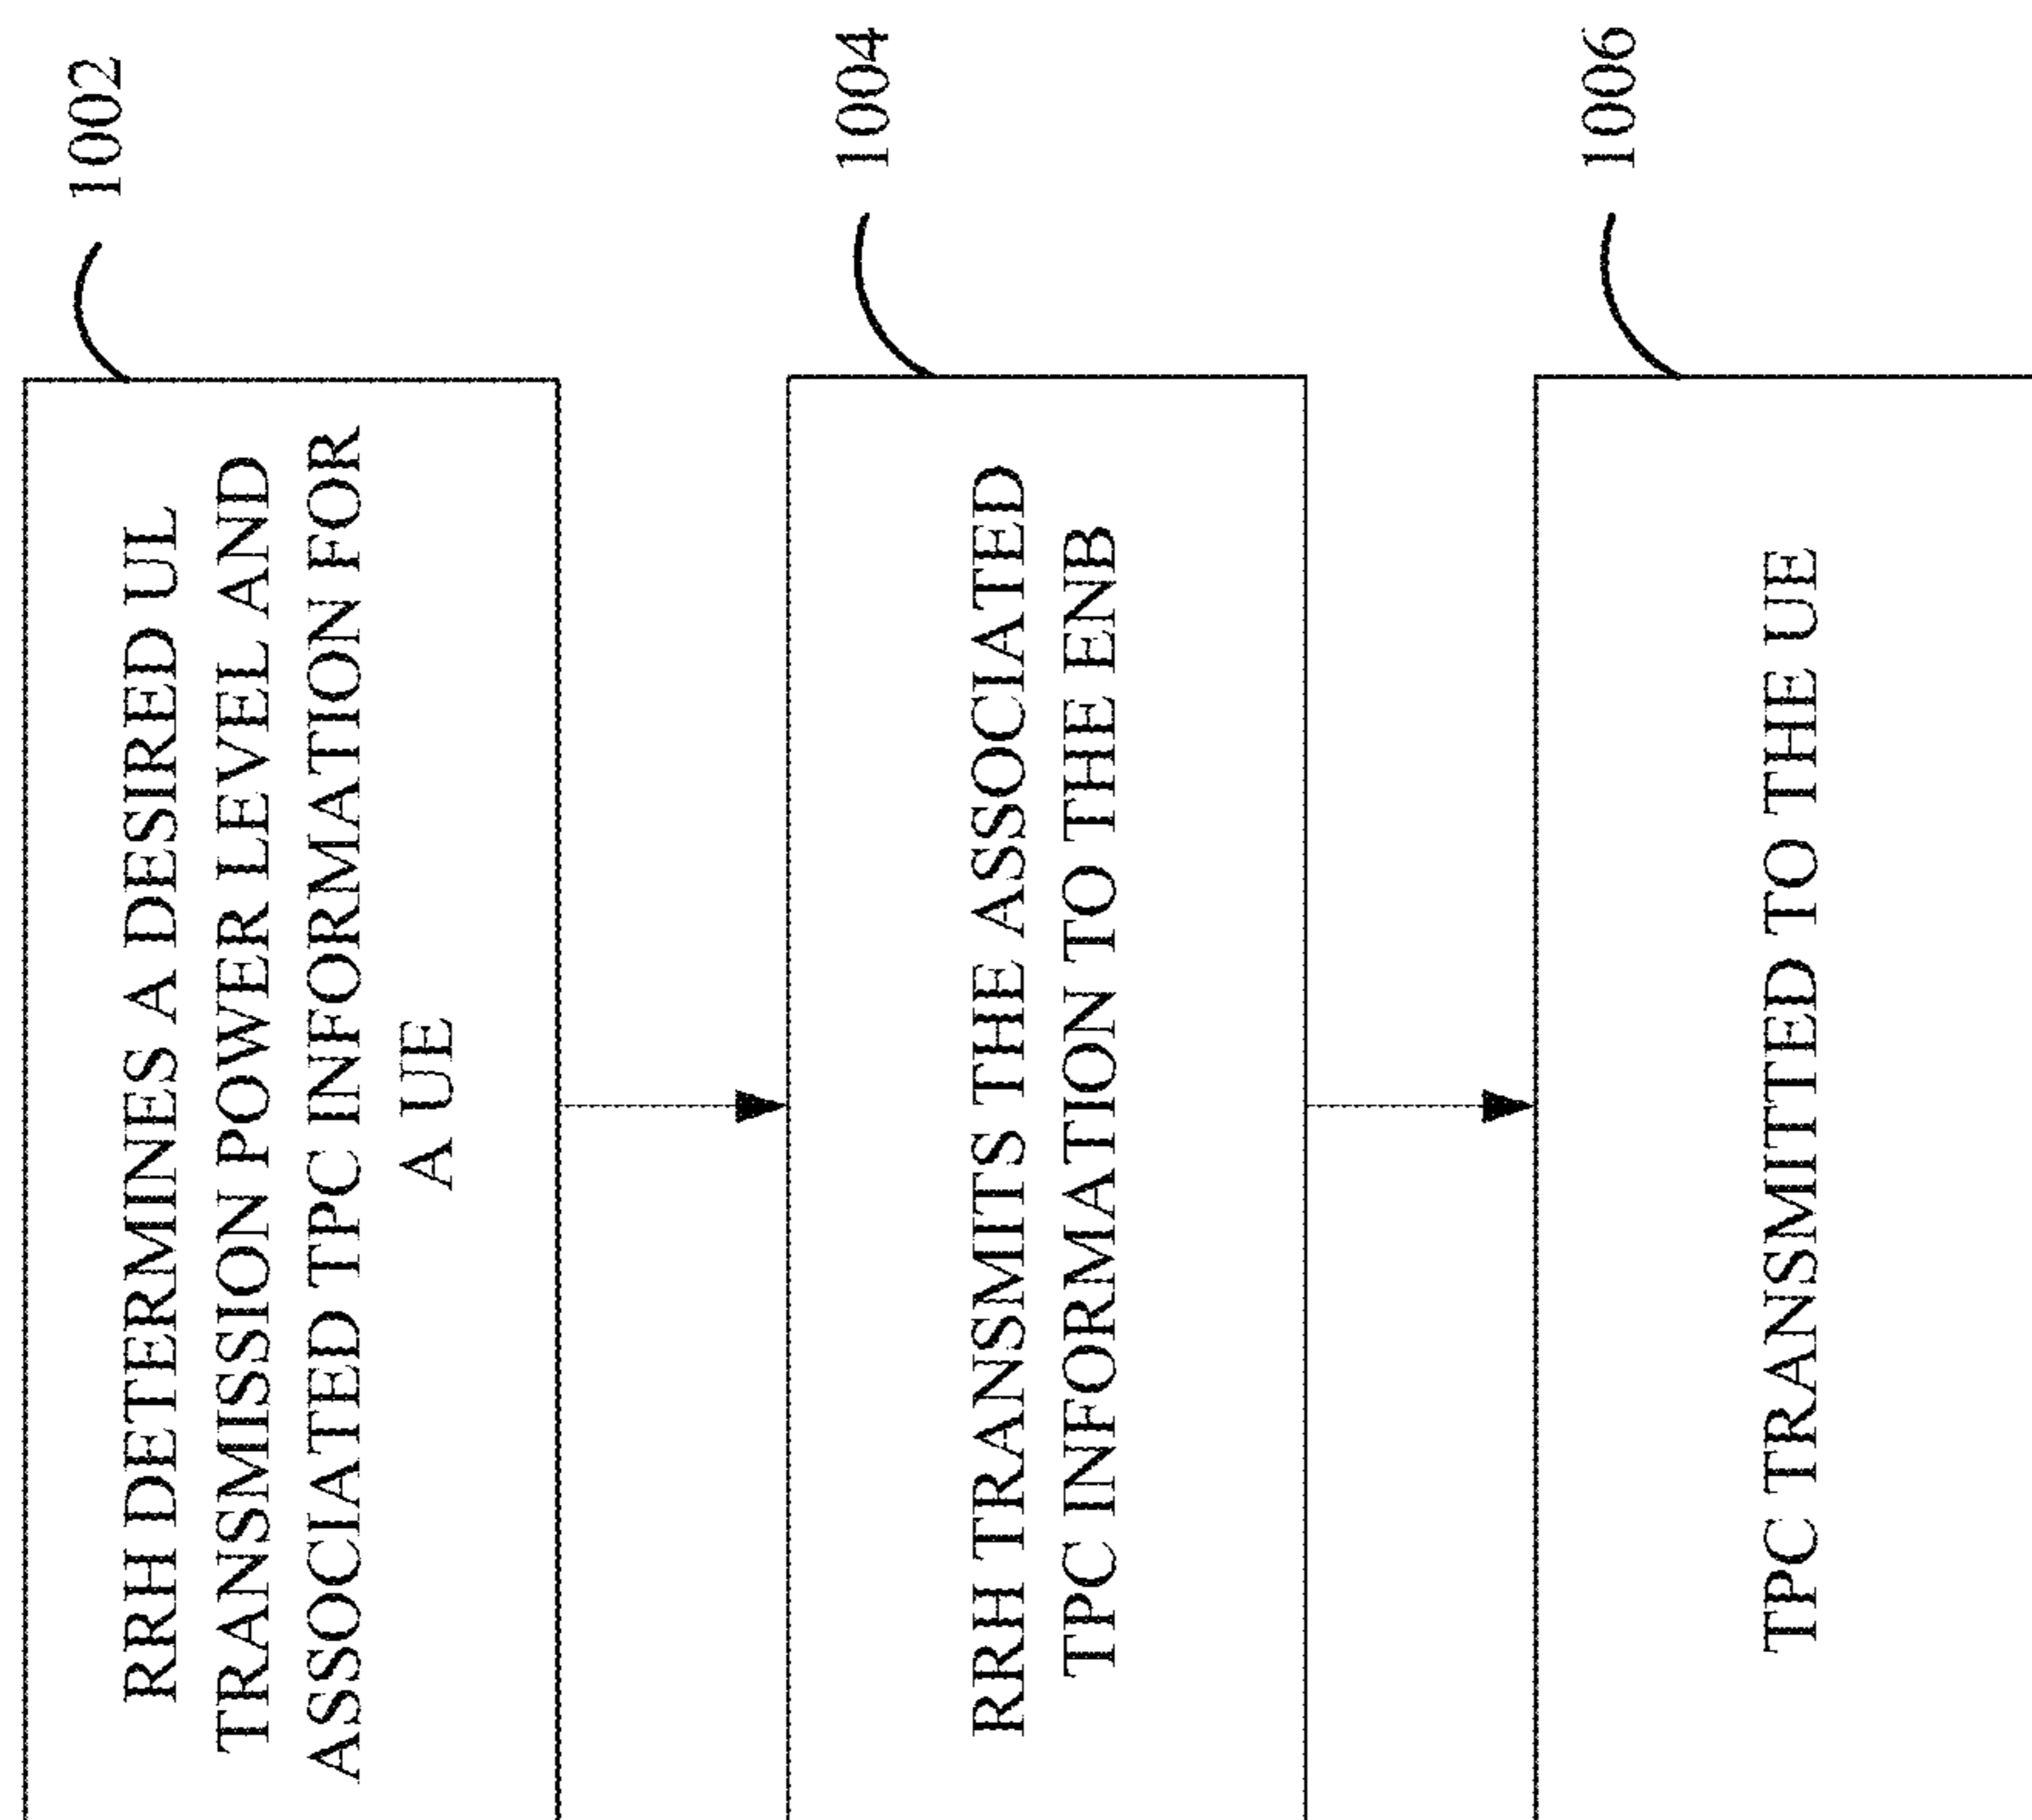 1002
RRH DETERMINES A DESIRED UL
TRANSMISSION POWER LEVEL AND
ASSOCIATED TPC INFORMATION FOR
A UE
1004
RRH TRANSMITS THE ASSOCIATED
TPC INFORMATION TO THE ENB
1006
TPC TRANSMITTED TO THE UE